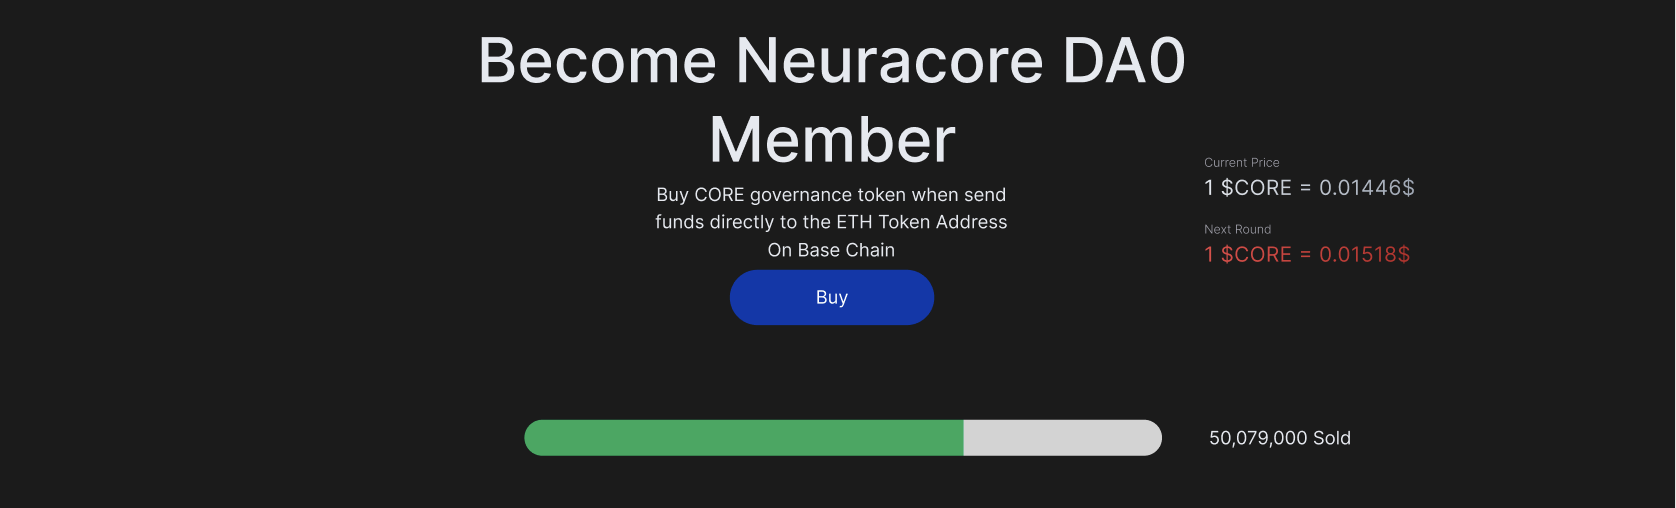 Become Neuracore DA0
Member
Buy CORE governance token when send
funds directly to the ETH Token Address
On Base Chain
Buy
Current Price
1 $CORE = 0.01446$
Next Round
1 $CORE = 0.01518$
50,079,000 Sold